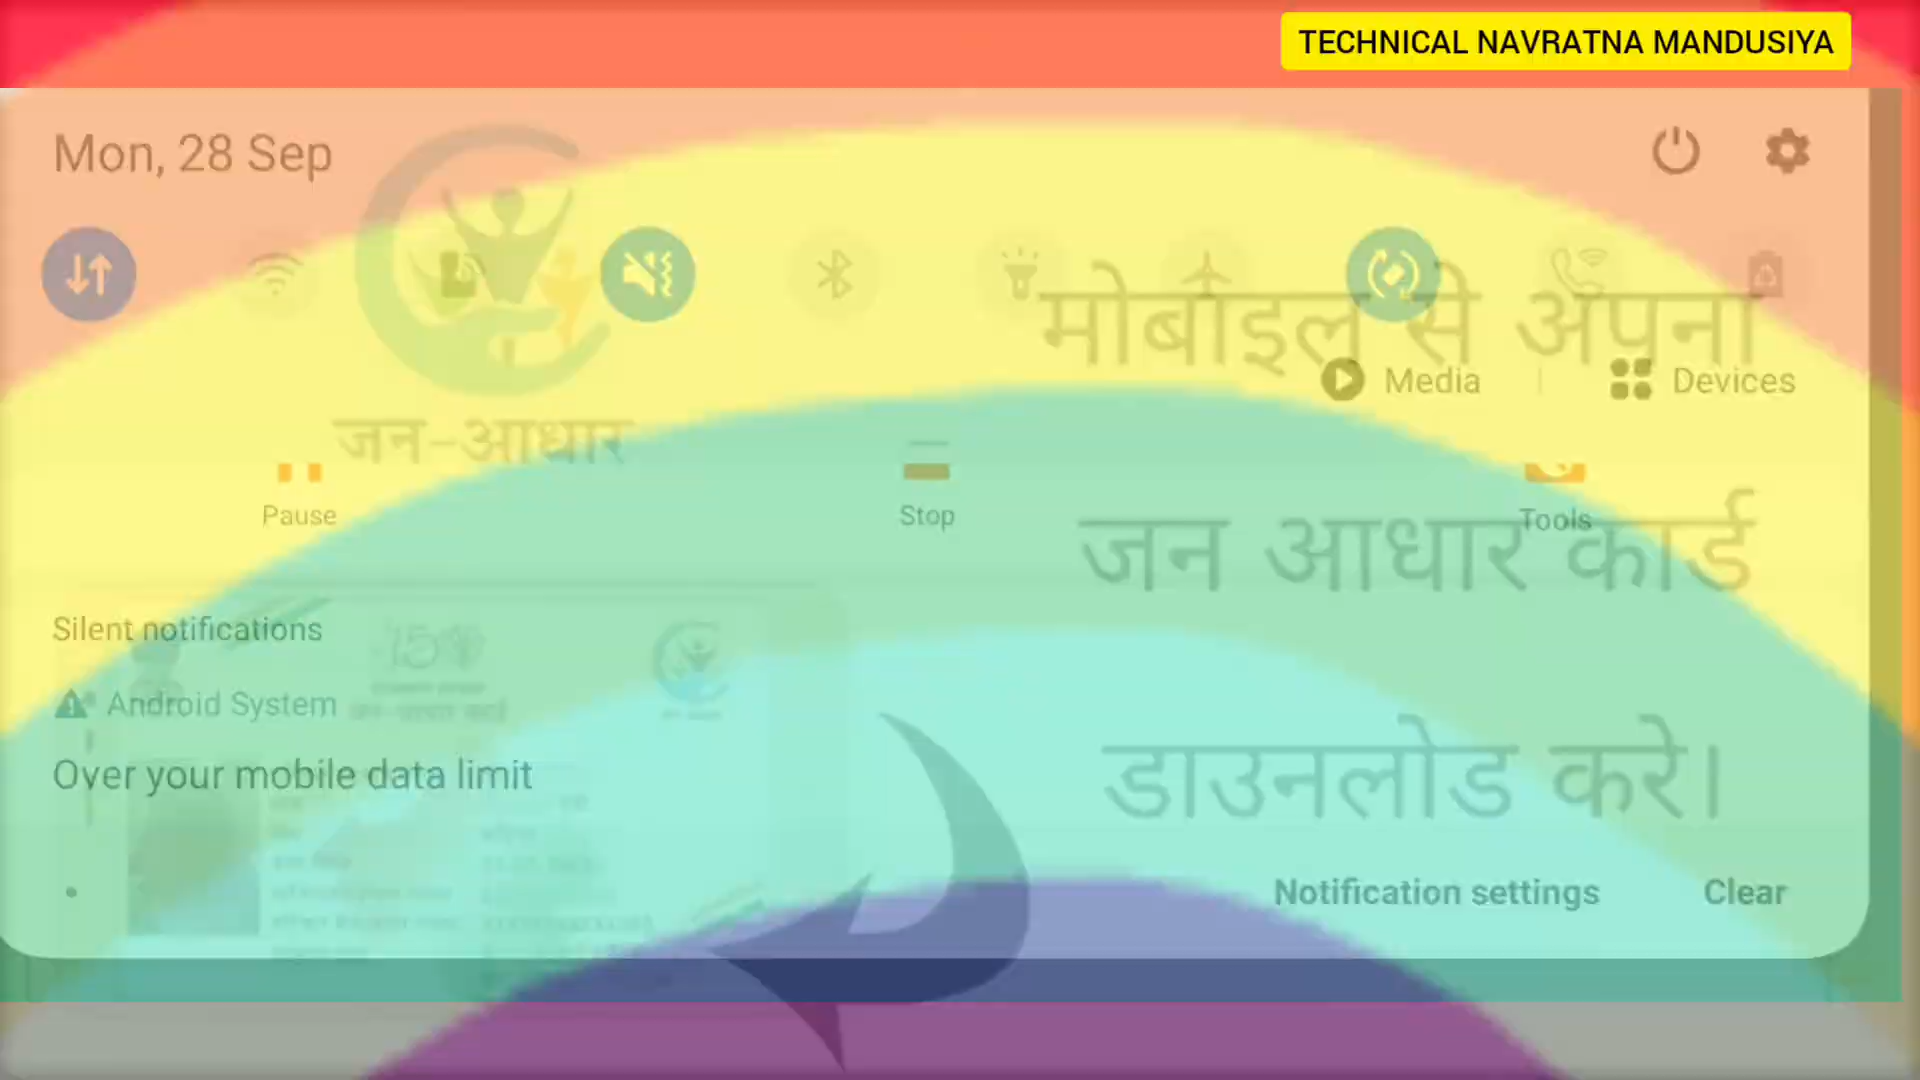 TECHNICAL NAVRATNA MANDUSIYA
Mon, 28 Sep
मोबाइल से अपना
Media
Devices
जन-आधार
Pause
Stop
Tools
जन आधार कार्ड
Silent notifications
Android System
डाउनलोड करे।
Over your mobile data limit
Notification settings
Clear